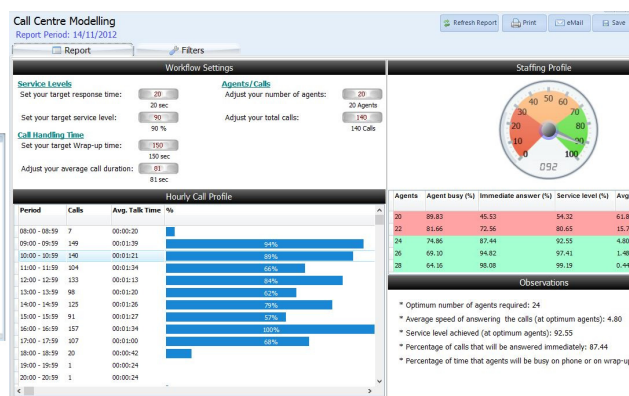 Call Centre Modelling
Report Period: 14/11/2012
Refresh Report Print eMail Save
Report Filters
Workflow Settings
Service Levels
Set your target response time: 20
20 sec
Set your target service level: 90
90 %
Call Handling Time
Set your target Wrap-up time: 150
150 sec
Adjust your average call duration: 81
81 sec
Agents/Calls
Adjust your number of agents: 20
20 Agents
Adjust your total calls: 140
140 Calls
Hourly Call Profile
Period Calls Avg. Talk Time %
08:00 - 08:59 7 00:00:20
09:00 - 09:59 149 00:01:39 94%
10:00 - 10:59 140 00:01:21 89%
11:00 - 11:59 104 00:01:34 66%
12:00 - 12:59 133 00:01:13 84%
13:00 - 13:59 98 00:01:20 62%
14:00 - 14:59 125 00:01:26 79%
15:00 - 15:59 91 00:01:27 57%
16:00 - 16:59 157 00:01:34 100%
17:00 - 17:59 107 00:01:00 68%
18:00 - 18:59 20 00:00:42
19:00 - 19:59 1 00:00:24
20:00 - 20:59 1 00:00:24
Staffing Profile
0 10 20 30 40 50 60 70 80 90 100
092
Agents Agent busy (%) Immediate answer (%) Service level (%) Avg
20 89.83 45.53 54.32 61.8
22 81.66 72.56 80.65 15.7
24 74.86 87.44 92.55 4.80
26 69.10 94.82 97.41 1.48
28 64.16 98.08 99.19 0.44
Observations
* Optimum number of agents required: 24
* Average speed of answering the calls (at optimum agents): 4.80
* Service level achieved (at optimum agents): 92.55
* Percentage of calls that will be answered immediately: 87.44
* Percentage of time that agents will be busy on phone or on wrap-up